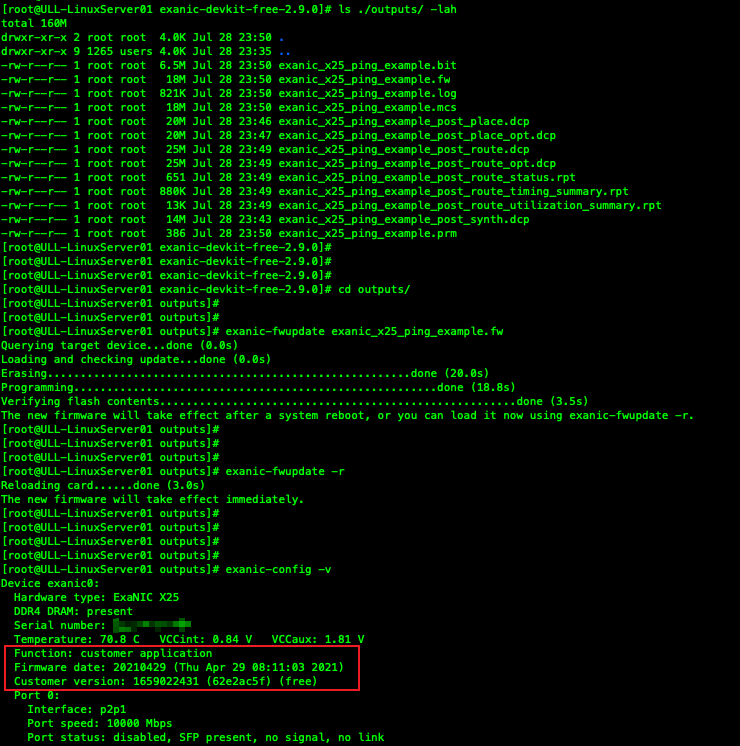 [root@ULL-LinuxServer01 exanic-devkit-free-2.9.0]# ls ./outputs/ -lah
total 160M
drwxr-xr-x 2 root root  4.0K Jul 28 23:50 .
drwxr-xr-x 9 1265 users 4.0K Jul 28 23:35 ..
-rw-r--r-- 1 root root  6.5M Jul 28 23:50 exanic_x25_ping_example.bit
-rw-r--r-- 1 root root   18M Jul 28 23:50 exanic_x25_ping_example.fw
-rw-r--r-- 1 root root  821K Jul 28 23:50 exanic_x25_ping_example.log
-rw-r--r-- 1 root root   18M Jul 28 23:50 exanic_x25_ping_example.mcs
-rw-r--r-- 1 root root   20M Jul 28 23:46 exanic_x25_ping_example_post_place.dcp
-rw-r--r-- 1 root root   20M Jul 28 23:47 exanic_x25_ping_example_post_place_opt.dcp
-rw-r--r-- 1 root root   25M Jul 28 23:49 exanic_x25_ping_example_post_route.dcp
-rw-r--r-- 1 root root   25M Jul 28 23:49 exanic_x25_ping_example_post_route_opt.dcp
-rw-r--r-- 1 root root   651 Jul 28 23:49 exanic_x25_ping_example_post_route_status.rpt
-rw-r--r-- 1 root root  880K Jul 28 23:49 exanic_x25_ping_example_post_route_timing_summary.rpt
-rw-r--r-- 1 root root   13K Jul 28 23:49 exanic_x25_ping_example_post_route_utilization_summary.rpt
-rw-r--r-- 1 root root   14M Jul 28 23:43 exanic_x25_ping_example_post_synth.dcp
-rw-r--r-- 1 root root   386 Jul 28 23:50 exanic_x25_ping_example.prm
[root@ULL-LinuxServer01 exanic-devkit-free-2.9.0]#
[root@ULL-LinuxServer01 exanic-devkit-free-2.9.0]#
[root@ULL-LinuxServer01 exanic-devkit-free-2.9.0]#
[root@ULL-LinuxServer01 exanic-devkit-free-2.9.0]# cd outputs/
[root@ULL-LinuxServer01 outputs]#
[root@ULL-LinuxServer01 outputs]#
[root@ULL-LinuxServer01 outputs]# exanic-fwupdate exanic_x25_ping_example.fw
Querying target device...done (0.0s)
Loading and checking update...done (0.0s)
Erasing.......................................................done (20.0s)
Programming.......................................................done (18.8s)
Verifying flash contents......................................................done (3.5s)
The new firmware will take effect after a system reboot, or you can load it now using exanic-fwupdate -r.
[root@ULL-LinuxServer01 outputs]#
[root@ULL-LinuxServer01 outputs]#
[root@ULL-LinuxServer01 outputs]#
[root@ULL-LinuxServer01 outputs]# exanic-fwupdate -r
Reloading card......done (3.0s)
The new firmware will take effect immediately.
[root@ULL-LinuxServer01 outputs]#
[root@ULL-LinuxServer01 outputs]#
[root@ULL-LinuxServer01 outputs]#
[root@ULL-LinuxServer01 outputs]#
[root@ULL-LinuxServer01 outputs]# exanic-config -v
Device exanic0:
  Hardware type: ExaNIC X25
  DDR4 DRAM: present
  Serial number:
  Temperature: 70.8 C   VCCint: 0.84 V   VCCaux: 1.81 V
  Function: customer application
  Firmware date: 20210429 (Thu Apr 29 08:11:03 2021)
  Customer version: 1659022431 (62e2ac5f) (free)
  Port 0:
    Interface: p2p1
    Port speed: 10000 Mbps
    Port status: disabled, SFP present, no signal, no link